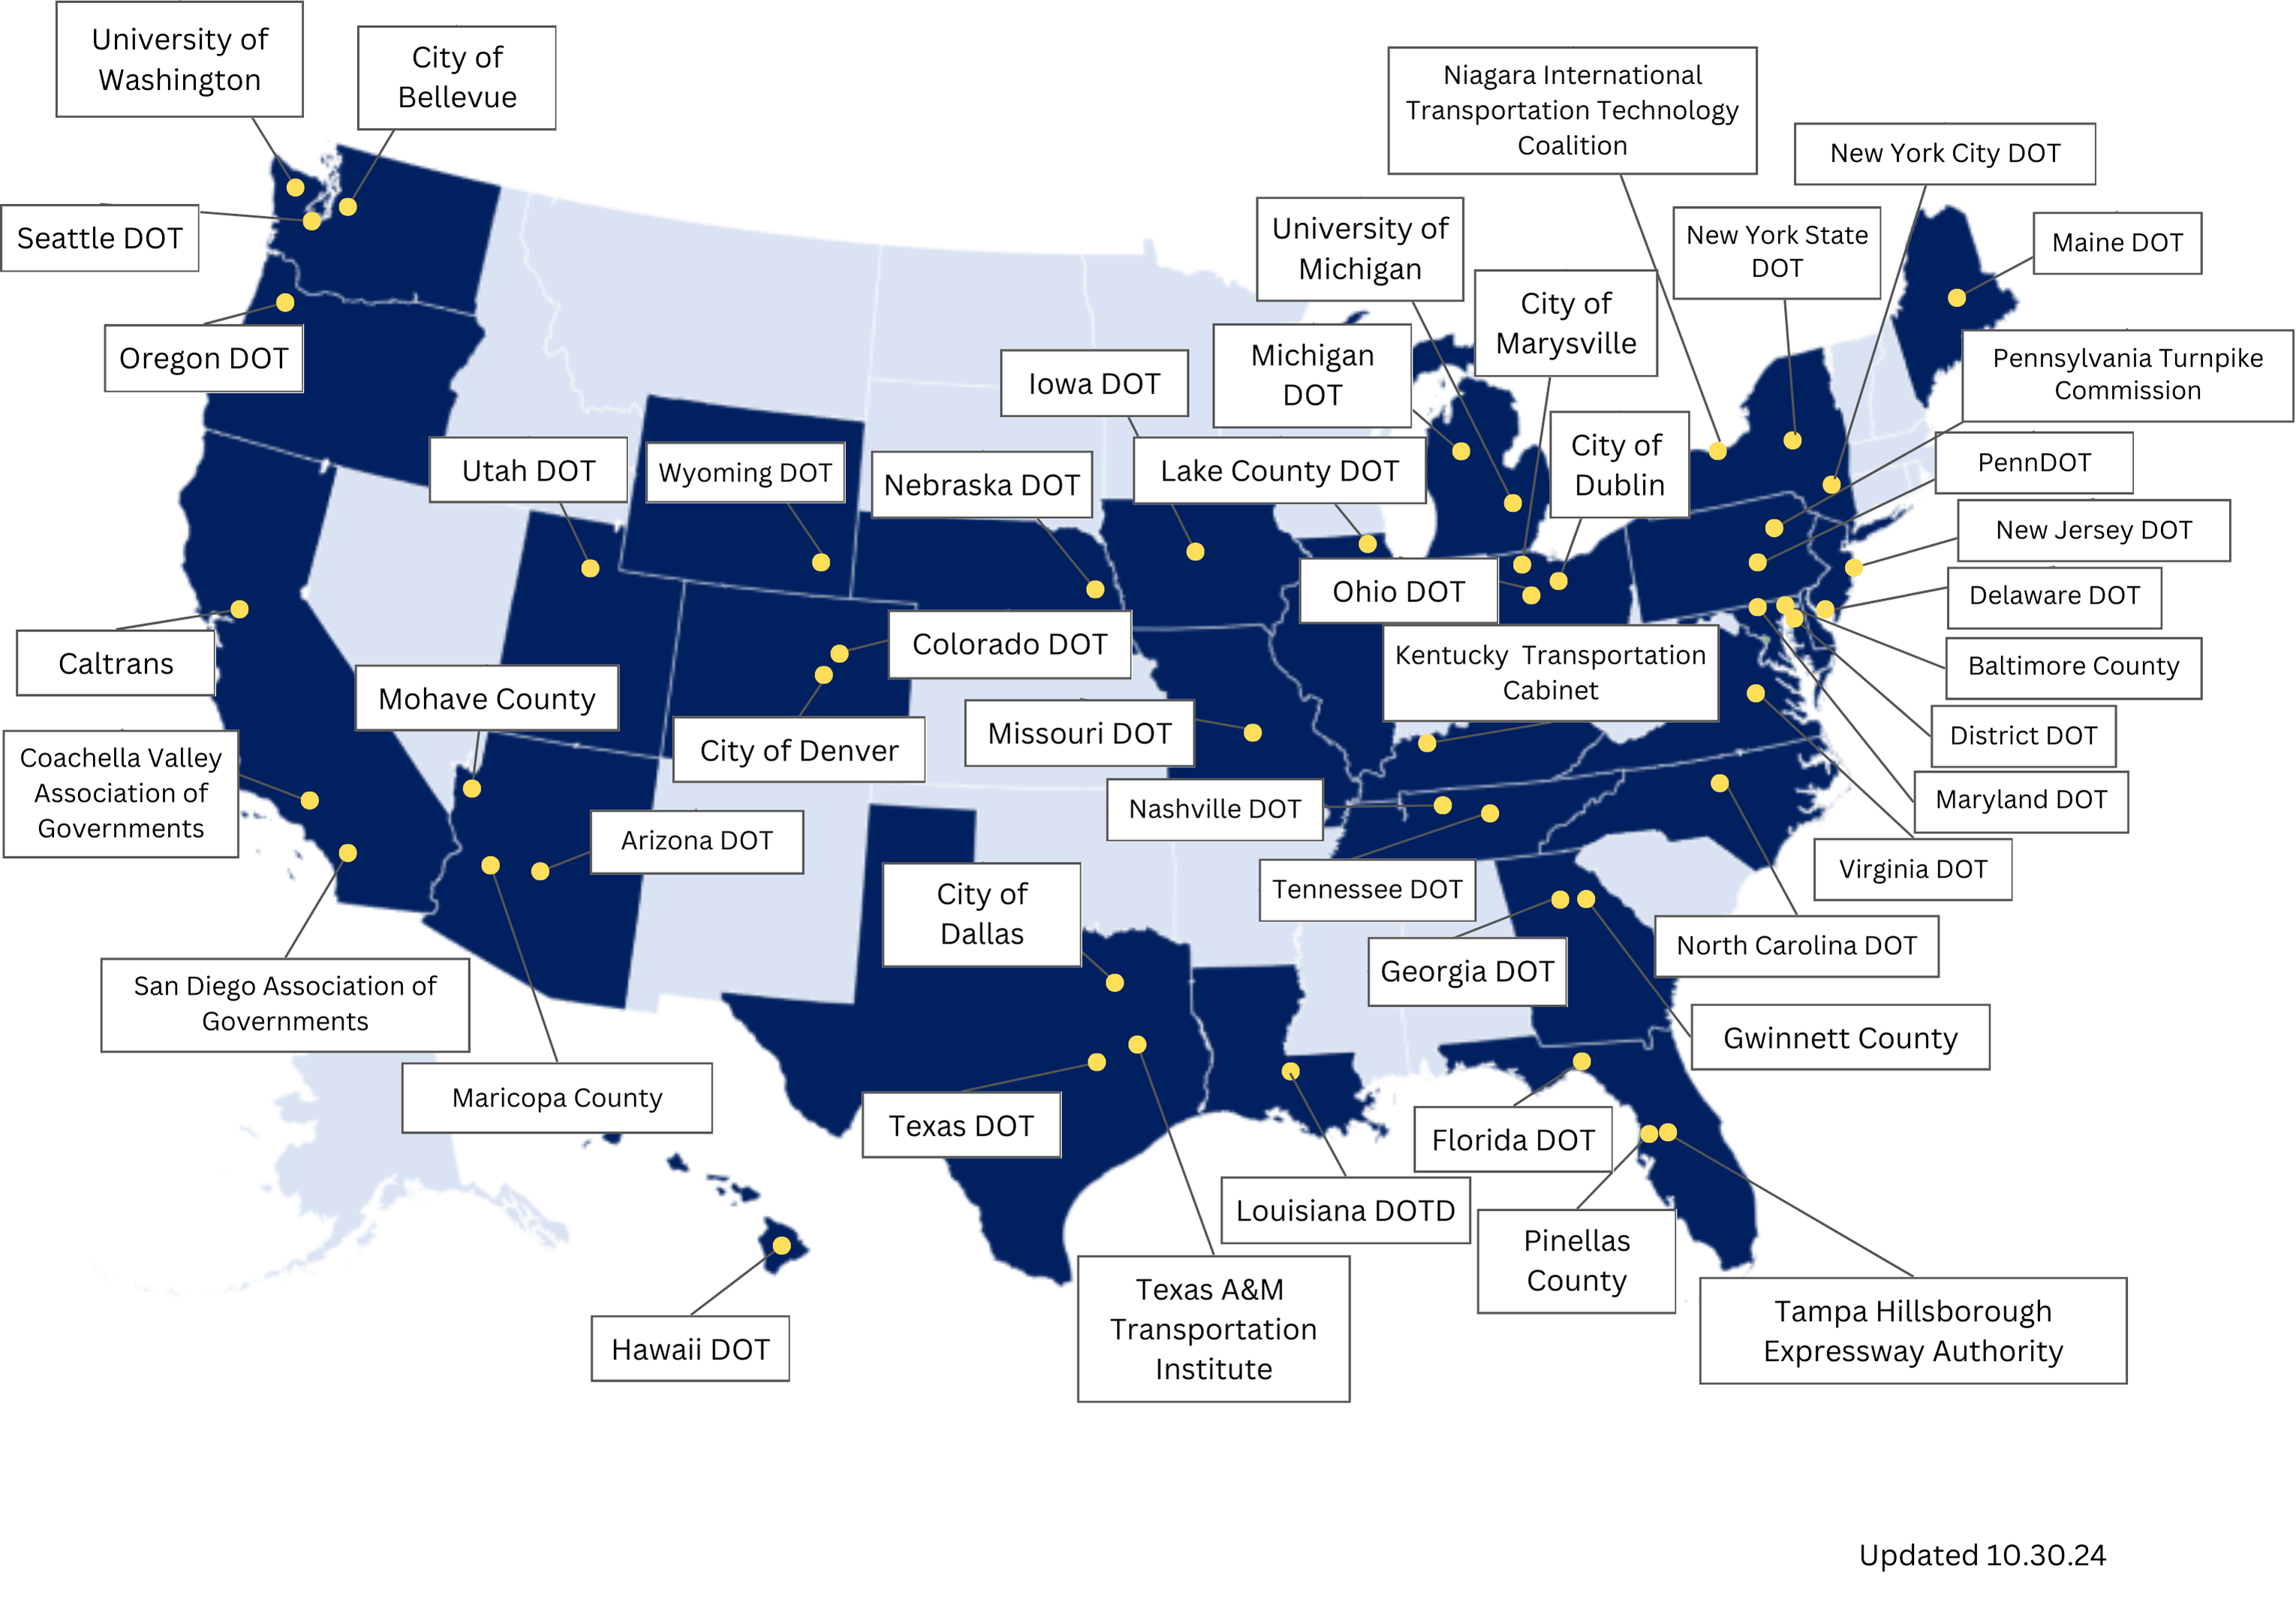 University of
Washington
City of
Bellevue
Seattle DOT
Oregon DOT
Niagara International
Transportation Technology
Coalition
New York City DOT
University of
Michigan
New York State
DOT
Maine DOT
City of
Marysville
Michigan
DOT
Iowa DOT
Pennsylvania Turnpike
Commission
City of
Dublin
PennDOT
Utah DOT
Wyoming DOT
Nebraska DOT
Lake County DOT
New Jersey DOT
Ohio DOT
Delaware DOT
Caltrans
Colorado DOT
Kentucky Transportation
Cabinet
Baltimore County
Mohave County
City of Denver
Missouri DOT
District DOT
Coachella Valley
Association of
Governments
Nashville DOT
Maryland DOT
Arizona DOT
Virginia DOT
City of
Dallas
Tennessee DOT
North Carolina DOT
Georgia DOT
San Diego Association of
Governments
Gwinnett County
Maricopa County
Texas DOT
Florida DOT
Louisiana DOTD
Pinellas
County
Texas A&M
Transportation
Institute
Tampa Hillsborough
Expressway Authority
Hawaii DOT
Updated 10.30.24